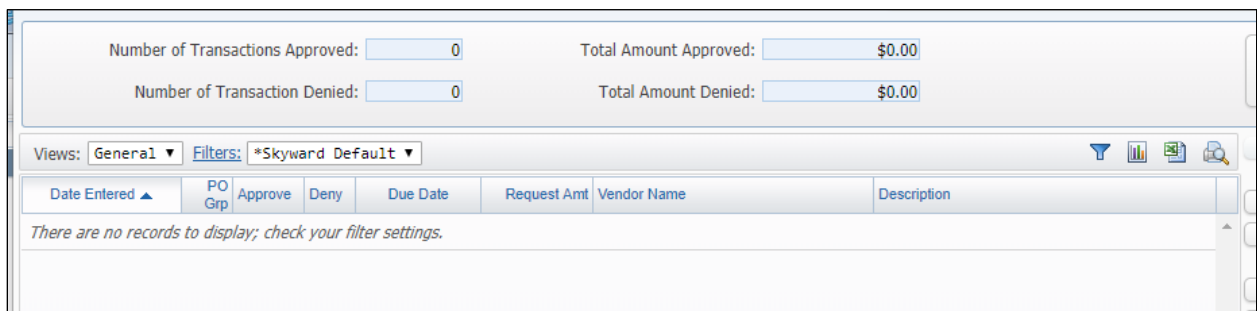 Number of Transactions Approved: 0 Total Amount Approved: $0.00
Number of Transaction Denied: 0 Total Amount Denied: $0.00
Views: General ▼ Filters: *Skyward Default ▼
Date Entered ▲ PO Grp Approve Deny Due Date Request Amt Vendor Name Description
There are no records to display; check your filter settings.